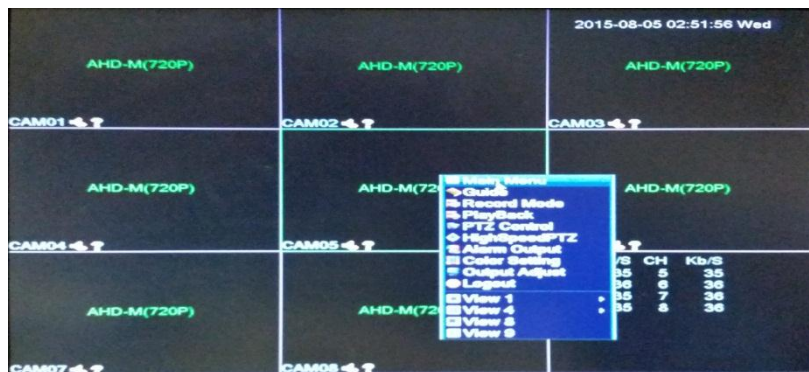 2015-08-05 02:51:56 Wed
AHD-M(720P)
AHD-M(720P)
AHD-M(720P)
CAM01
CAM02
CAM03
AHD-M(720P)
AHD-M(72
AHD-M(720P)
CAM04
CAM05
Main Menu
Guide
Record Mode
PlayBack
PTZ Control
HighSpeedPTZ
Alarm Output
Color Setting
Output Adjust
Logout
View 1
View 4
View 8
View 9
/S CH Kb/S
35 5 35
36 6 36
35 7 36
35 8 36
AHD-M(720P)
AHD-M(72
CAM07
CAM08